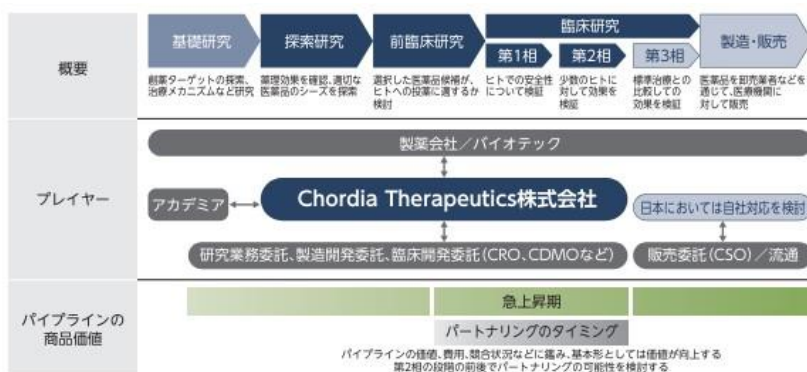 概要
基礎研究
探索研究
前臨床研究
臨床研究
第1相
第2相
第3相
製造・販売
創薬ターゲットの探索、
治療メカニズムなど研究
薬理効果を確認、適切な
医薬品のシーズを探索
選択した医薬品候補が、
ヒトへの投薬に適するか
検討
ヒトでの安全性
について検証
少数のヒトに
対して効果を
検証
標準治療との
比較しての
効果を検証
医薬品を卸売業者などを
通じて、医療機関に
対して販売
プレイヤー
製薬会社／バイオテック
アカデミア
Chordia Therapeutics株式会社
日本においては自社対応を検討
研究業務委託、製造開発委託、臨床開発委託(CRO、CDMOなど)
販売委託(CSO)／流通
パイプラインの
商品価値
急上昇期
パートナリングのタイミング
パイプラインの価値、費用、競合状況などに鑑み、基本形としては価値が向上する
第2相の段階の前後でパートナリングの可能性を検討する